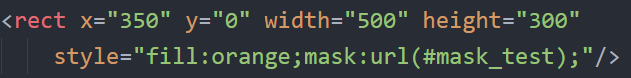 <rect x="350" y="0" width="500" height="300"
style="fill:orange;mask:url(#mask_test);"/>